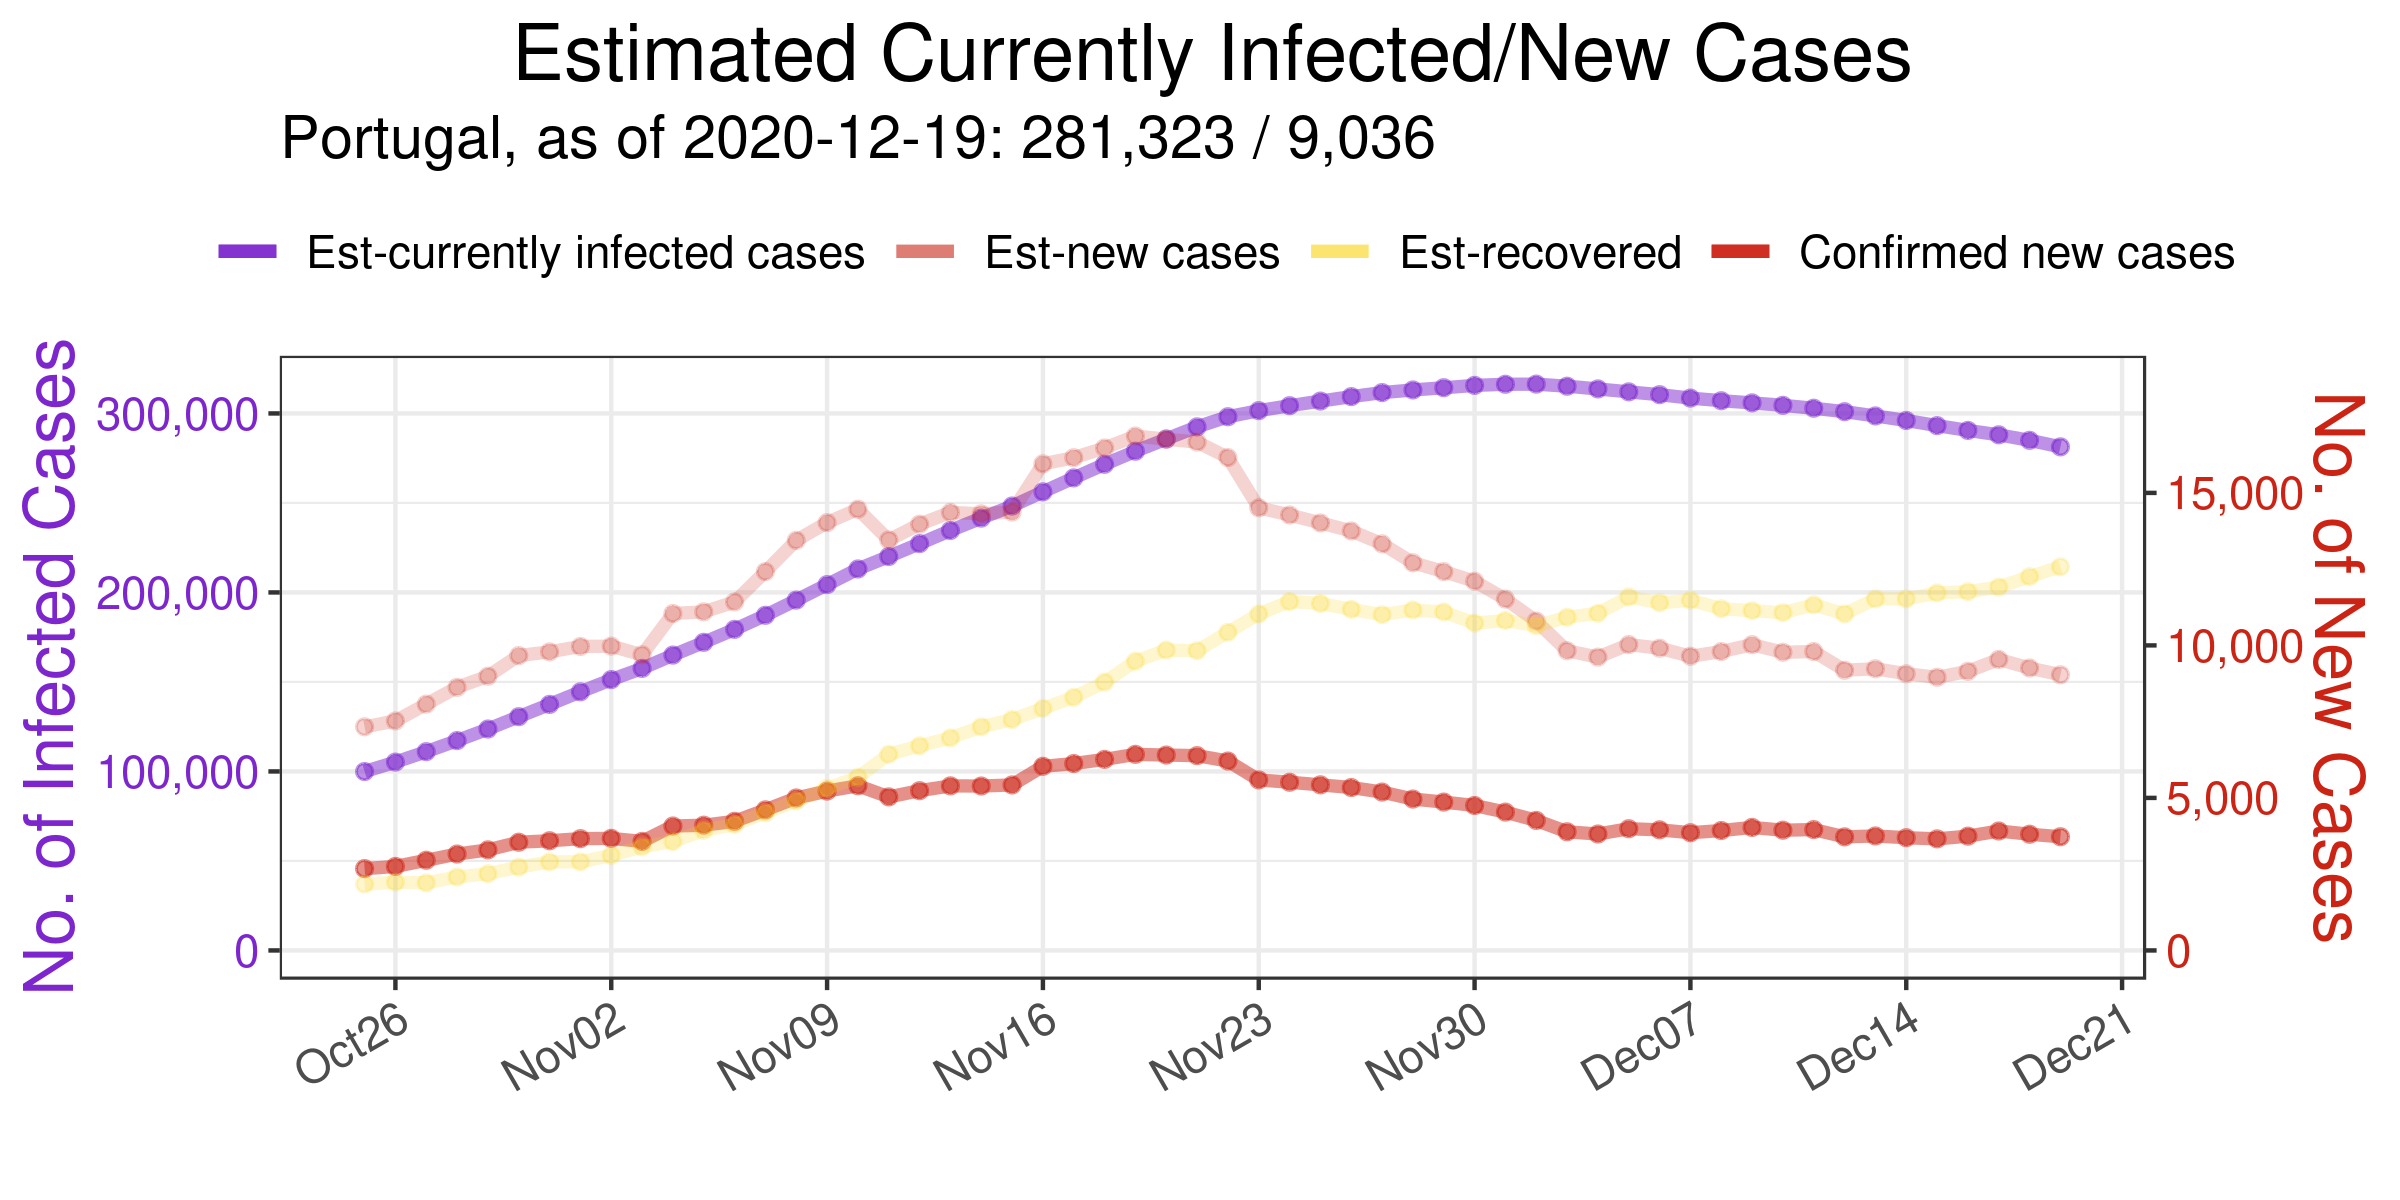 Estimated Currently Infected/New Cases
Portugal, as of 2020-12-19: 281,323 / 9,036
Est-currently infected cases Est-new cases Est-recovered Confirmed new cases
No. of Infected Cases
300,000
200,000
100,000
0
No. of New Cases
15,000
10,000
5,000
0
Oct26 Nov02 Nov09 Nov16 Nov23 Nov30 Dec07 Dec14 Dec21